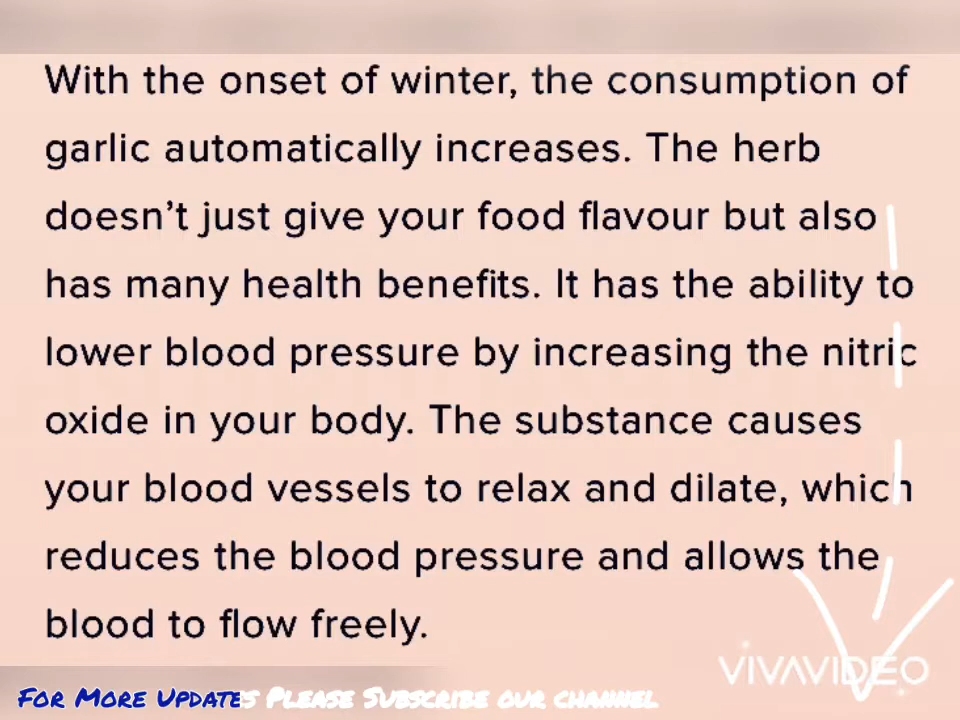 With the onset of winter, the consumption of
garlic automatically increases. The herb
doesn't just give your food flavour but also
has many health benefits. It has the ability to
lower blood pressure by increasing the nitric
oxide in your body. The substance causes
your blood vessels to relax and dilate, which
reduces the blood pressure and allows the
blood to flow freely.
VIVAVIDEO
For More Updates Please Subscribe our channel